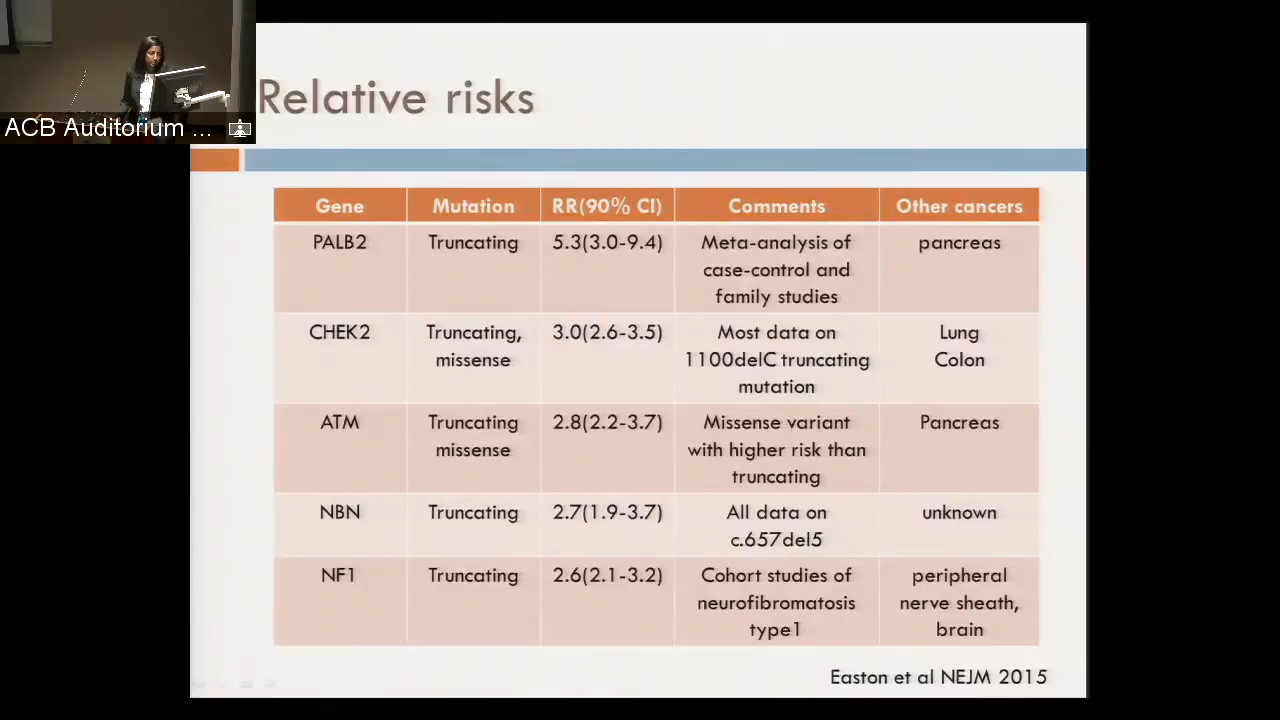 ACB Auditorium ...
Relative risks
Gene Mutation RR(90% CI) Comments Other cancers
PALB2 Truncating 5.3(3.0-9.4) Meta-analysis of pancreas
case-control and
family studies
CHEK2 Truncating, 3.0(2.6-3.5) Most data on Lung
missense 1100delC truncating Colon
mutation
ATM Truncating 2.8(2.2-3.7) Missense variant Pancreas
missense with higher risk than
truncating
NBN Truncating 2.7(1.9-3.7) All data on unknown
c.657del5
NF1 Truncating 2.6(2.1-3.2) Cohort studies of peripheral
neurofibromatosis nerve sheath,
type1 brain
Easton et al NEJM 2015